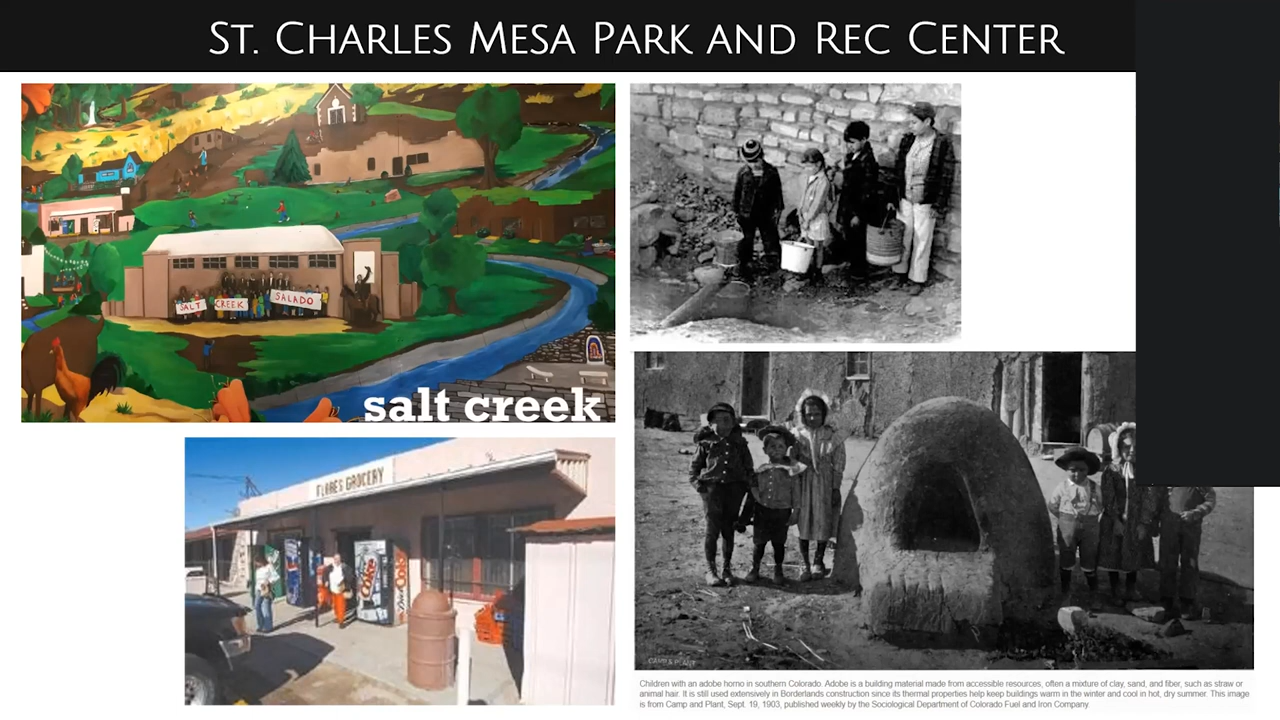 St. Charles Mesa Park and Rec Center
SALT CREEK SALADO
salt creek
FLORES GROCERY
Coke
CAMP & PLANT
Children with an adobe horno in southern Colorado. Adobe is a building material made from accessible resources, often a mixture of clay, sand, and fiber, such as straw or
animal hair. It is still used extensively in Borderlands construction since its thermal properties help keep buildings warm in the winter and cool in hot, dry summer. This image
is from Camp and Plant, Sept. 19, 1903, published weekly by the Sociological Department of Colorado Fuel and Iron Company.